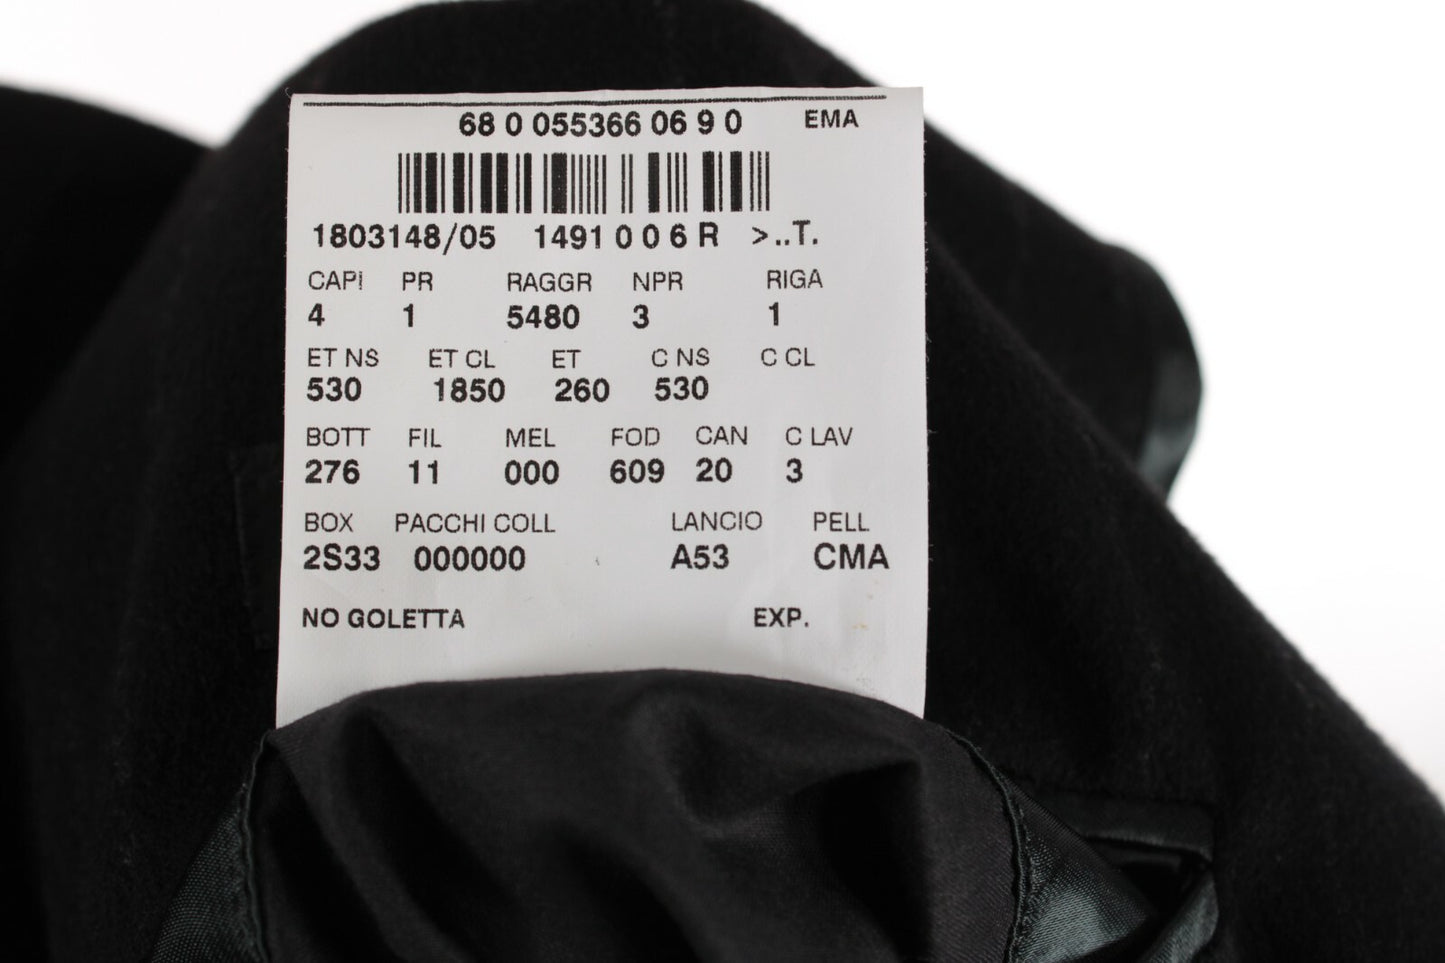 68 0 055366 06 9 0 EMA
1803148/05 1491 0 0 6 R >..T.
CAPI PR RAGGR NPR RIGA
4 1 5480 3 1
ET NS ET CL ET C NS C CL
530 1850 260 530
BOTT FIL MEL FOD CAN C LAV
276 11 000 609 20 3
BOX PACCHI COLL LANCIO PELL
2S33 000000 A53 CMA
NO GOLETTA EXP.